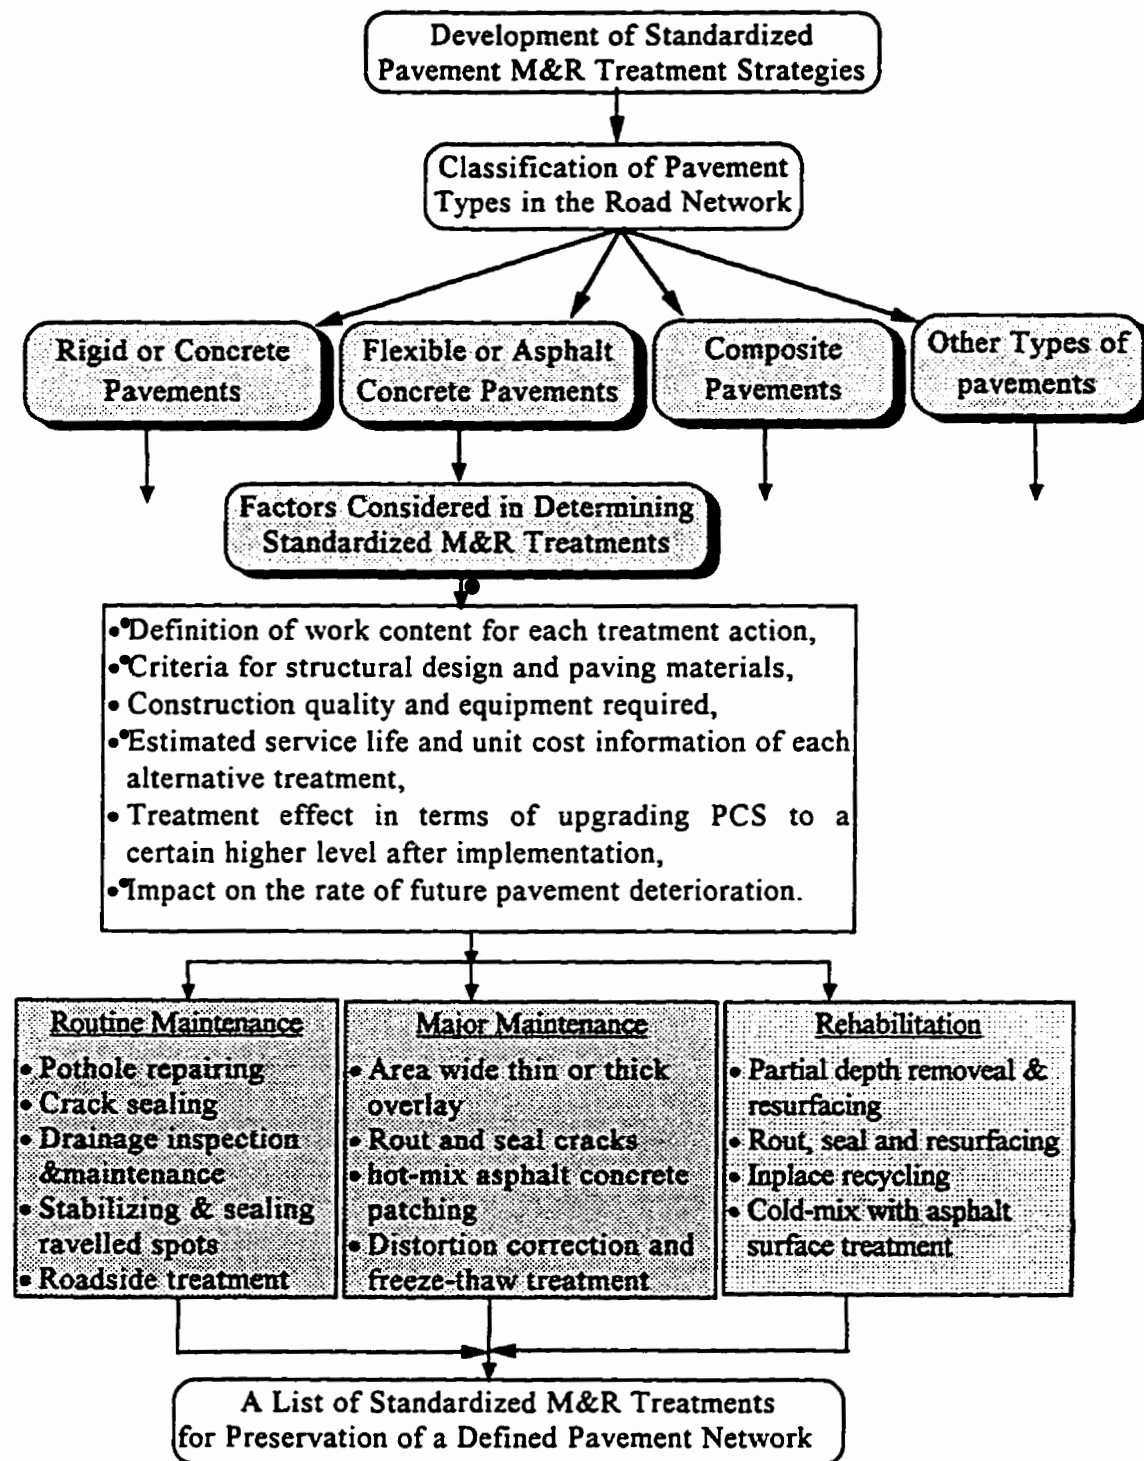 Development of Standardized
Pavement M&R Treatment Strategies
Classification of Pavement
Types in the Road Network
Rigid or Concrete
Pavements
Flexible or Asphalt
Concrete Pavements
Composite
Pavements
Other Types of
pavements
Factors Considered in Determining
Standardized M&R Treatments
• Definition of work content for each treatment action,
• Criteria for structural design and paving materials,
• Construction quality and equipment required,
• Estimated service life and unit cost information of each
alternative treatment,
• Treatment effect in terms of upgrading PCS to a
certain higher level after implementation,
• Impact on the rate of future pavement deterioration.
Routine Maintenance
• Pothole repairing
• Crack sealing
• Drainage inspection
&maintenance
• Stabilizing & sealing
ravelled spots
• Roadside treatment
Major Maintenance
• Area wide thin or thick
overlay
• Rout and seal cracks
• hot-mix asphalt concrete
patching
• Distortion correction and
freeze-thaw treatment
Rehabilitation
• Partial depth removeal &
resurfacing
• Rout, seal and resurfacing
• Inplace recycling
• Cold-mix with asphalt
surface treatment
A List of Standardized M&R Treatments
for Preservation of a Defined Pavement Network